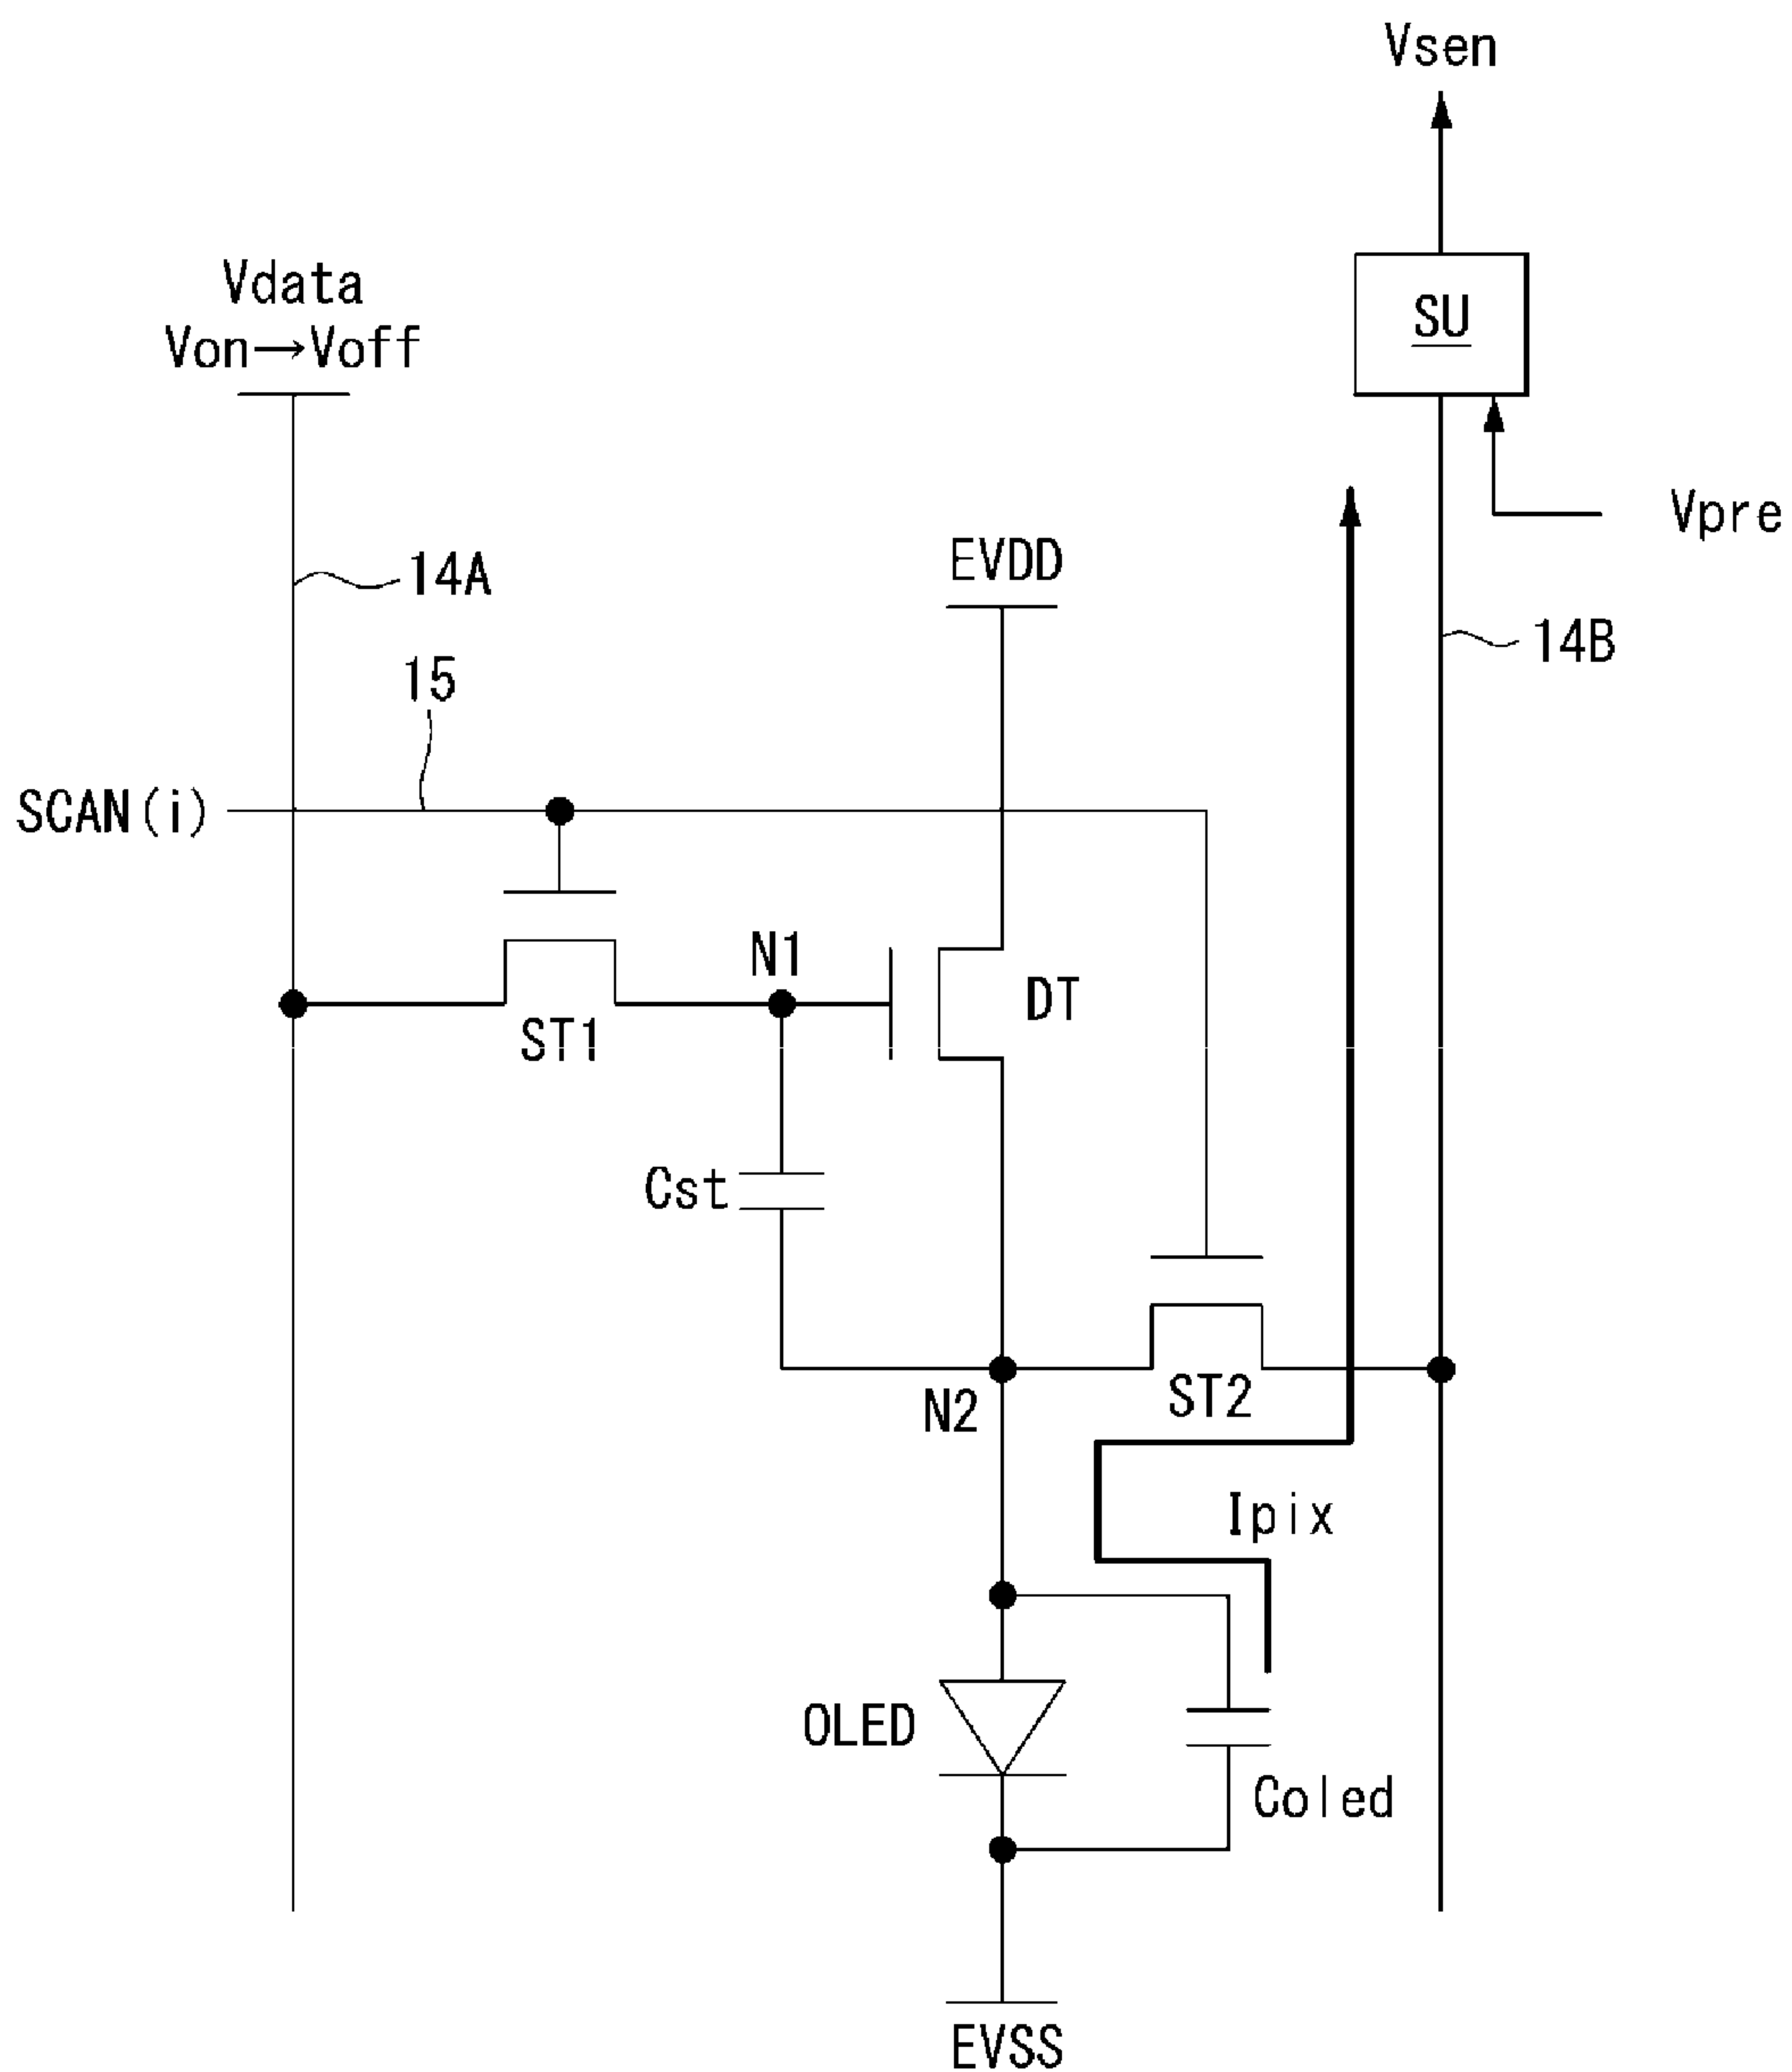 Vsen
Vdata
Von→Voff
SU
Vpre
EVDD
14A
14B
15
SCAN(i)
N1
DT
ST1
Cst
ST2
N2
Ipix
OLED
Coled
EVSS